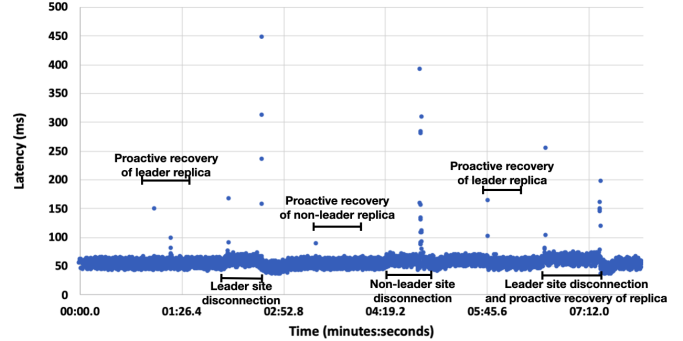 500
450
400
350
300
250
200
150
100
50
0
Latency (ms)
Proactive recovery
of leader replica
Proactive recovery
of non-leader replica
Proactive recovery
of leader replica
Leader site
disconnection
Non-leader site
disconnection
Leader site disconnection
and proactive recovery of replica
00:00.0 01:26.4 02:52.8 04:19.2 05:45.6 07:12.0
Time (minutes:seconds)